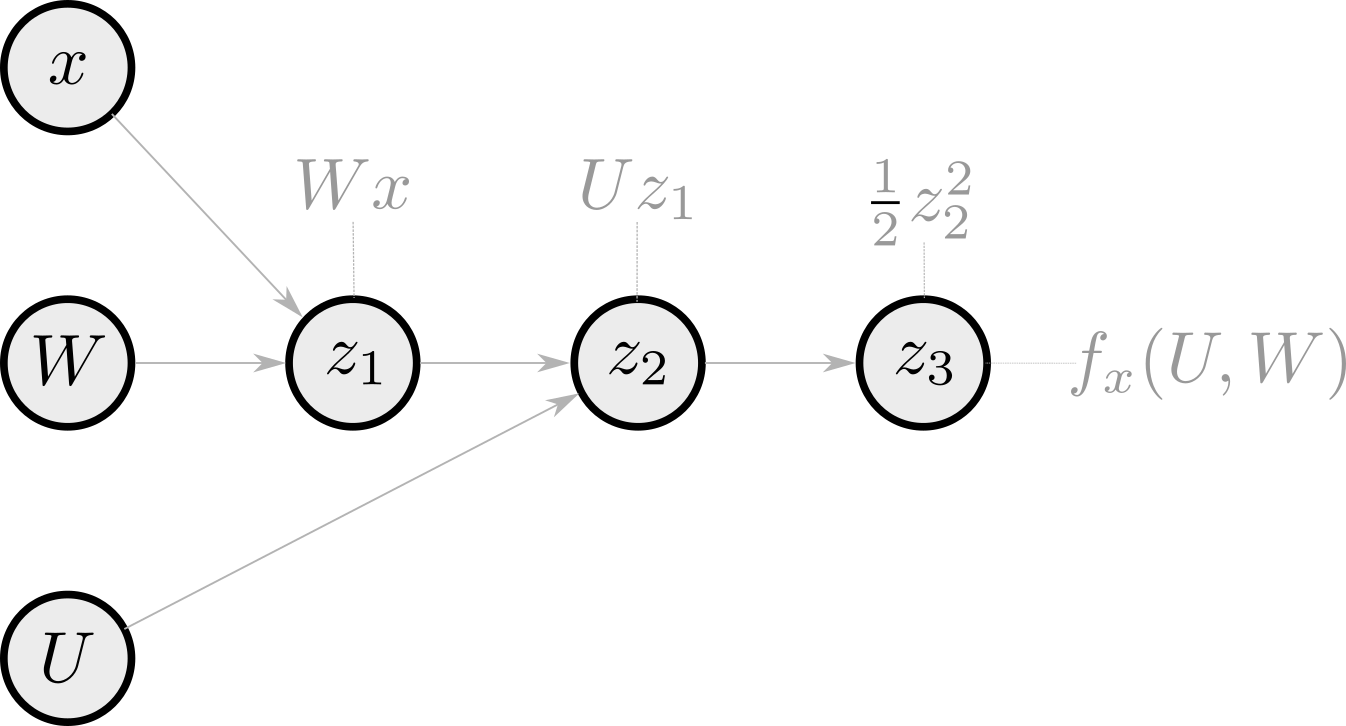 x
Wx Uz₁ ½z₂²
W z₁ z₂ z₃ fₓ(U, W)
U